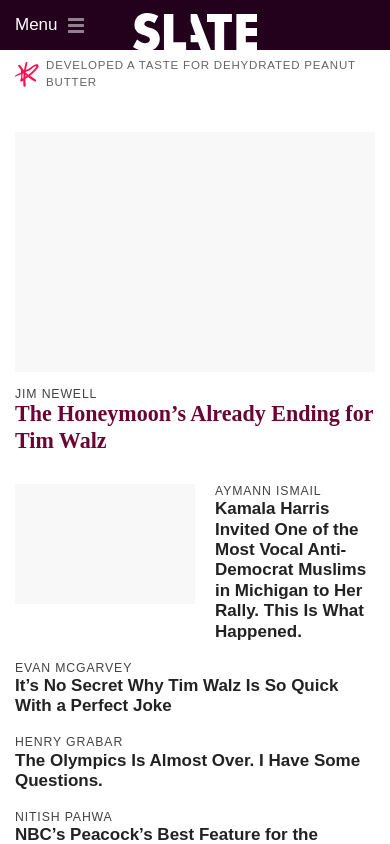 Menu
SLATE
DEVELOPED A TASTE FOR DEHYDRATED PEANUT
BUTTER
JIM NEWELL
The Honeymoon’s Already Ending for
Tim Walz
AYMANN ISMAIL
Kamala Harris
Invited One of the
Most Vocal Anti-
Democrat Muslims
in Michigan to Her
Rally. This Is What
Happened.
EVAN MCGARVEY
It’s No Secret Why Tim Walz Is So Quick
With a Perfect Joke
HENRY GRABAR
The Olympics Is Almost Over. I Have Some
Questions.
NITISH PAHWA
NBC’s Peacock’s Best Feature for the